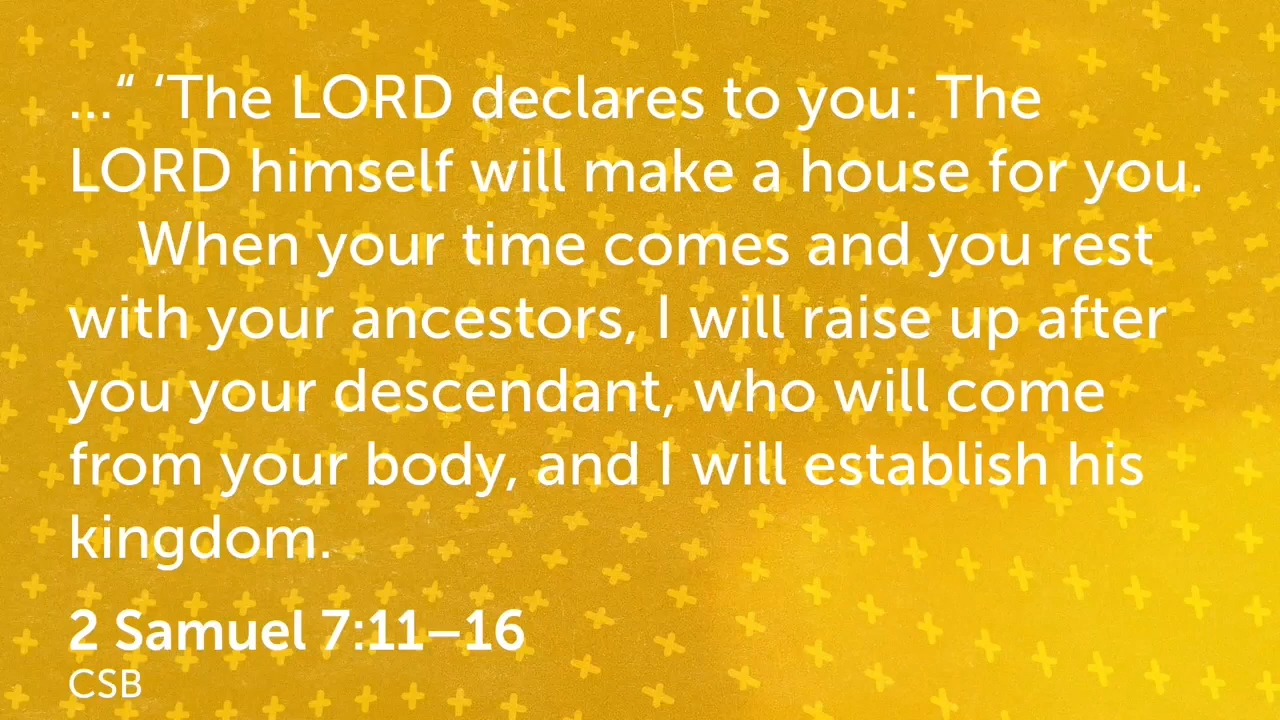 ...“ ‘The LORD declares to you: The
LORD himself will make a house for you.
When your time comes and you rest
with your ancestors, I will raise up after
you your descendant, who will come
from your body, and I will establish his
kingdom.
2 Samuel 7:11–16
CSB